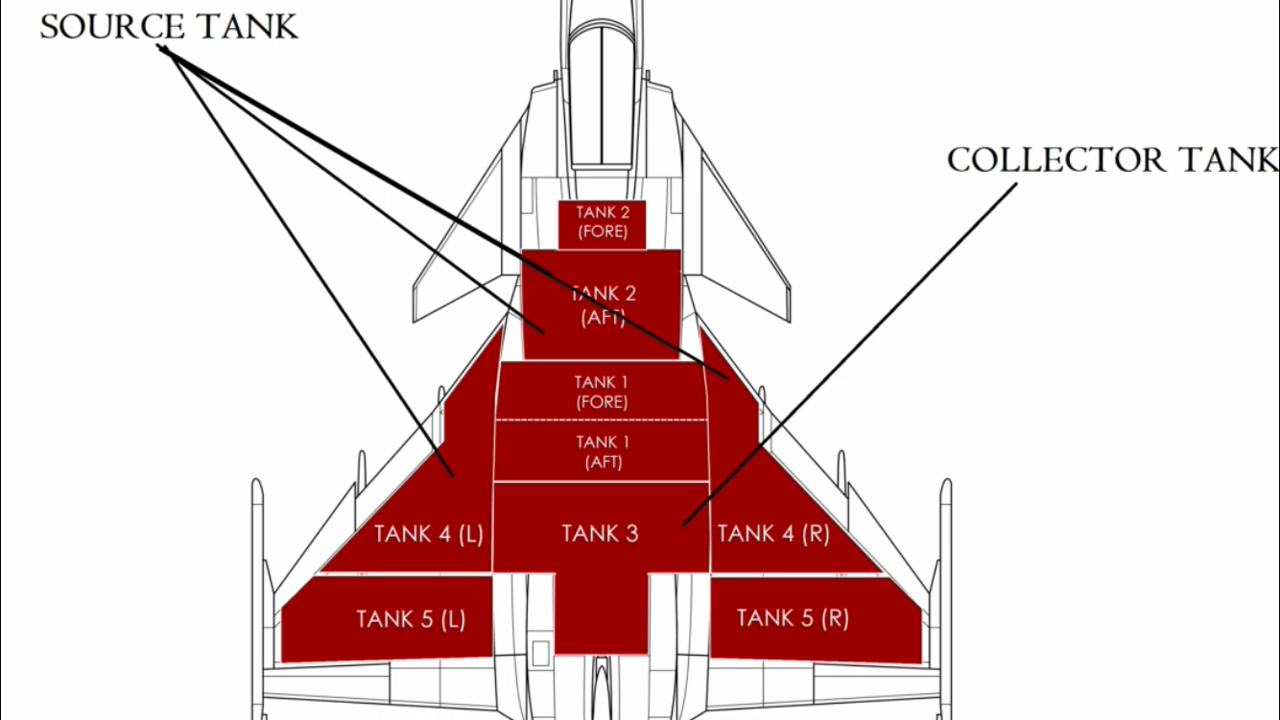 SOURCE TANK
COLLECTOR TANK
TANK 2
(FORE)
TANK 2
(AFT)
TANK 1
(FORE)
TANK 1
(AFT)
TANK 4 (L)
TANK 3
TANK 4 (R)
TANK 5 (L)
TANK 5 (R)